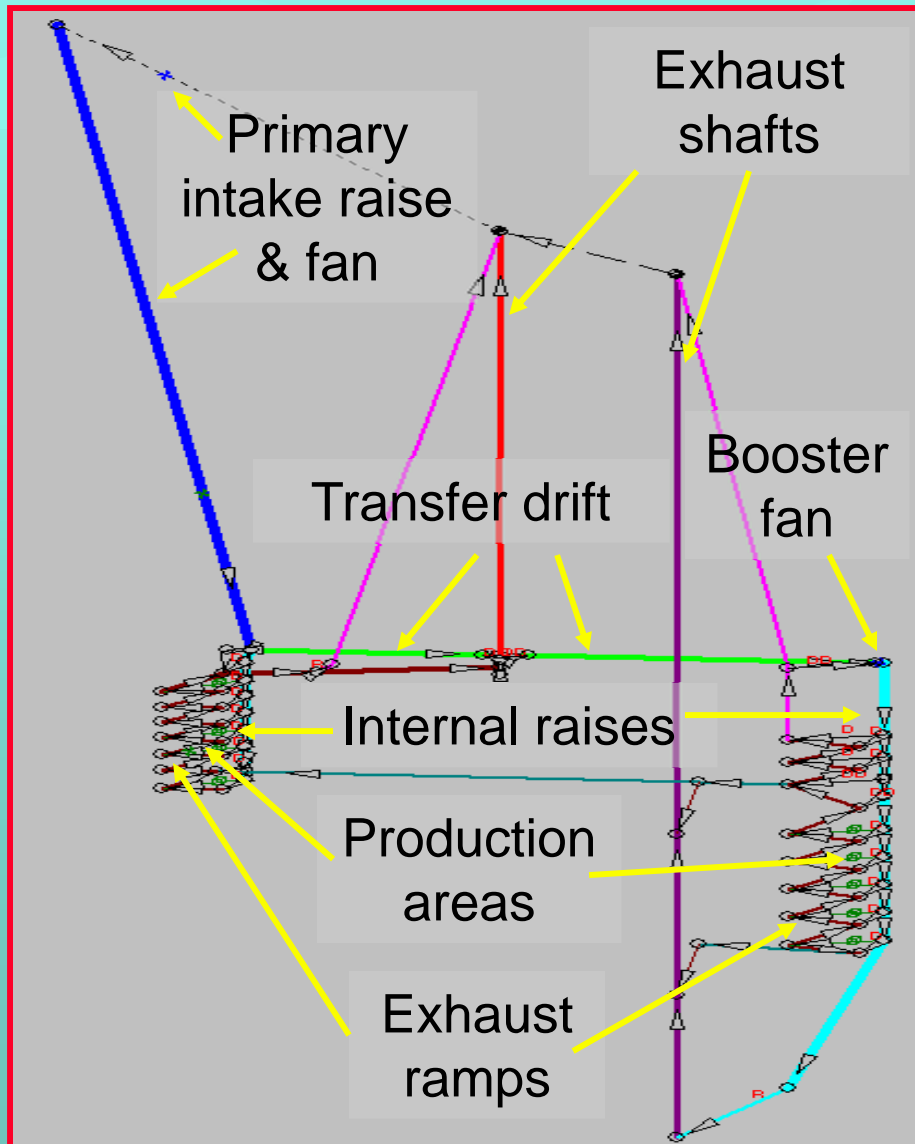 Exhaust
shafts
Primary
intake raise
& fan
Booster
fan
Transfer drift
Internal raises
Production
areas
Exhaust
ramps